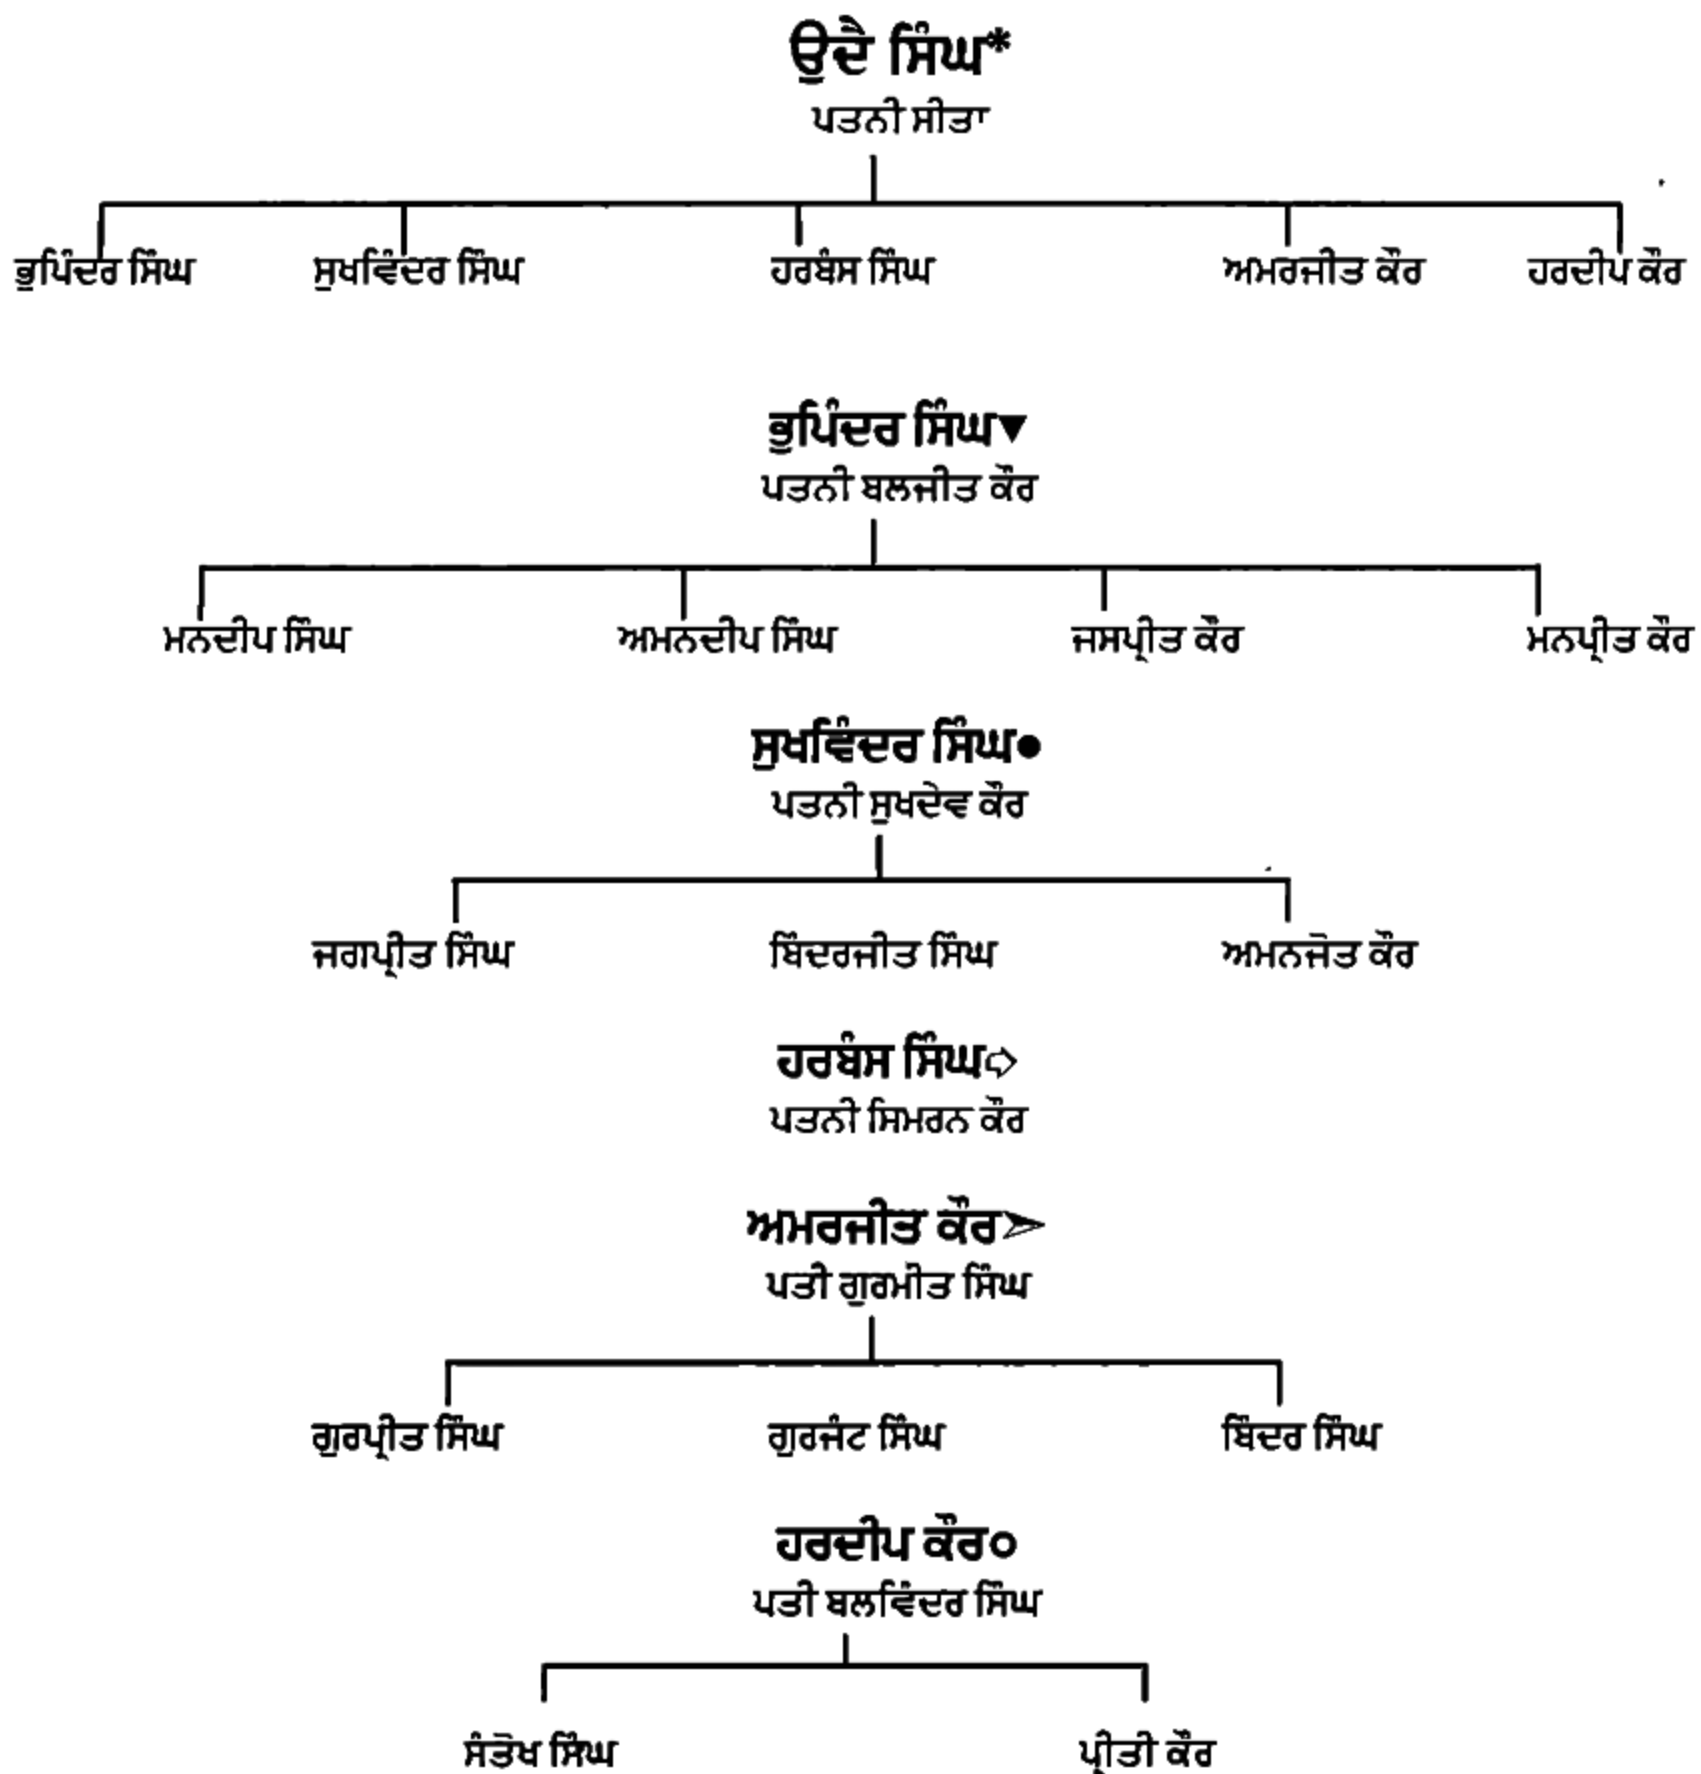 ਉਦੈ ਸਿੰਘ*
ਪਤਨੀ ਸੀਤਾ
ਭੁਪਿੰਦਰ ਸਿੰਘ ਸੁਖਵਿੰਦਰ ਸਿੰਘ ਹਰਬੰਸ ਸਿੰਘ ਅਮਰਜੀਤ ਕੌਰ ਹਰਦੀਪ ਕੌਰ
ਭੁਪਿੰਦਰ ਸਿੰਘ▼
ਪਤਨੀ ਬਲਜੀਤ ਕੌਰ
ਮਨਦੀਪ ਸਿੰਘ ਅਮਨਦੀਪ ਸਿੰਘ ਜਸਪ੍ਰੀਤ ਕੌਰ ਮਨਪ੍ਰੀਤ ਕੌਰ
ਸੁਖਵਿੰਦਰ ਸਿੰਘ●
ਪਤਨੀ ਸੁਖਦੇਵ ਕੌਰ
ਜਗਪ੍ਰੀਤ ਸਿੰਘ ਬਿੰਦਰਜੀਤ ਸਿੰਘ ਅਮਨਜੋਤ ਕੌਰ
ਹਰਬੰਸ ਸਿੰਘ➪
ਪਤਨੀ ਸਿਮਰਨ ਕੌਰ
ਅਮਰਜੀਤ ਕੌਰ➢
ਪਤੀ ਗੁਰਮੀਤ ਸਿੰਘ
ਗੁਰਪ੍ਰੀਤ ਸਿੰਘ ਗੁਰਜੰਟ ਸਿੰਘ ਬਿੰਦਰ ਸਿੰਘ
ਹਰਦੀਪ ਕੌਰ○
ਪਤੀ ਬਲਵਿੰਦਰ ਸਿੰਘ
ਸੰਤੋਖ ਸਿੰਘ ਪ੍ਰੀਤੀ ਕੌਰ